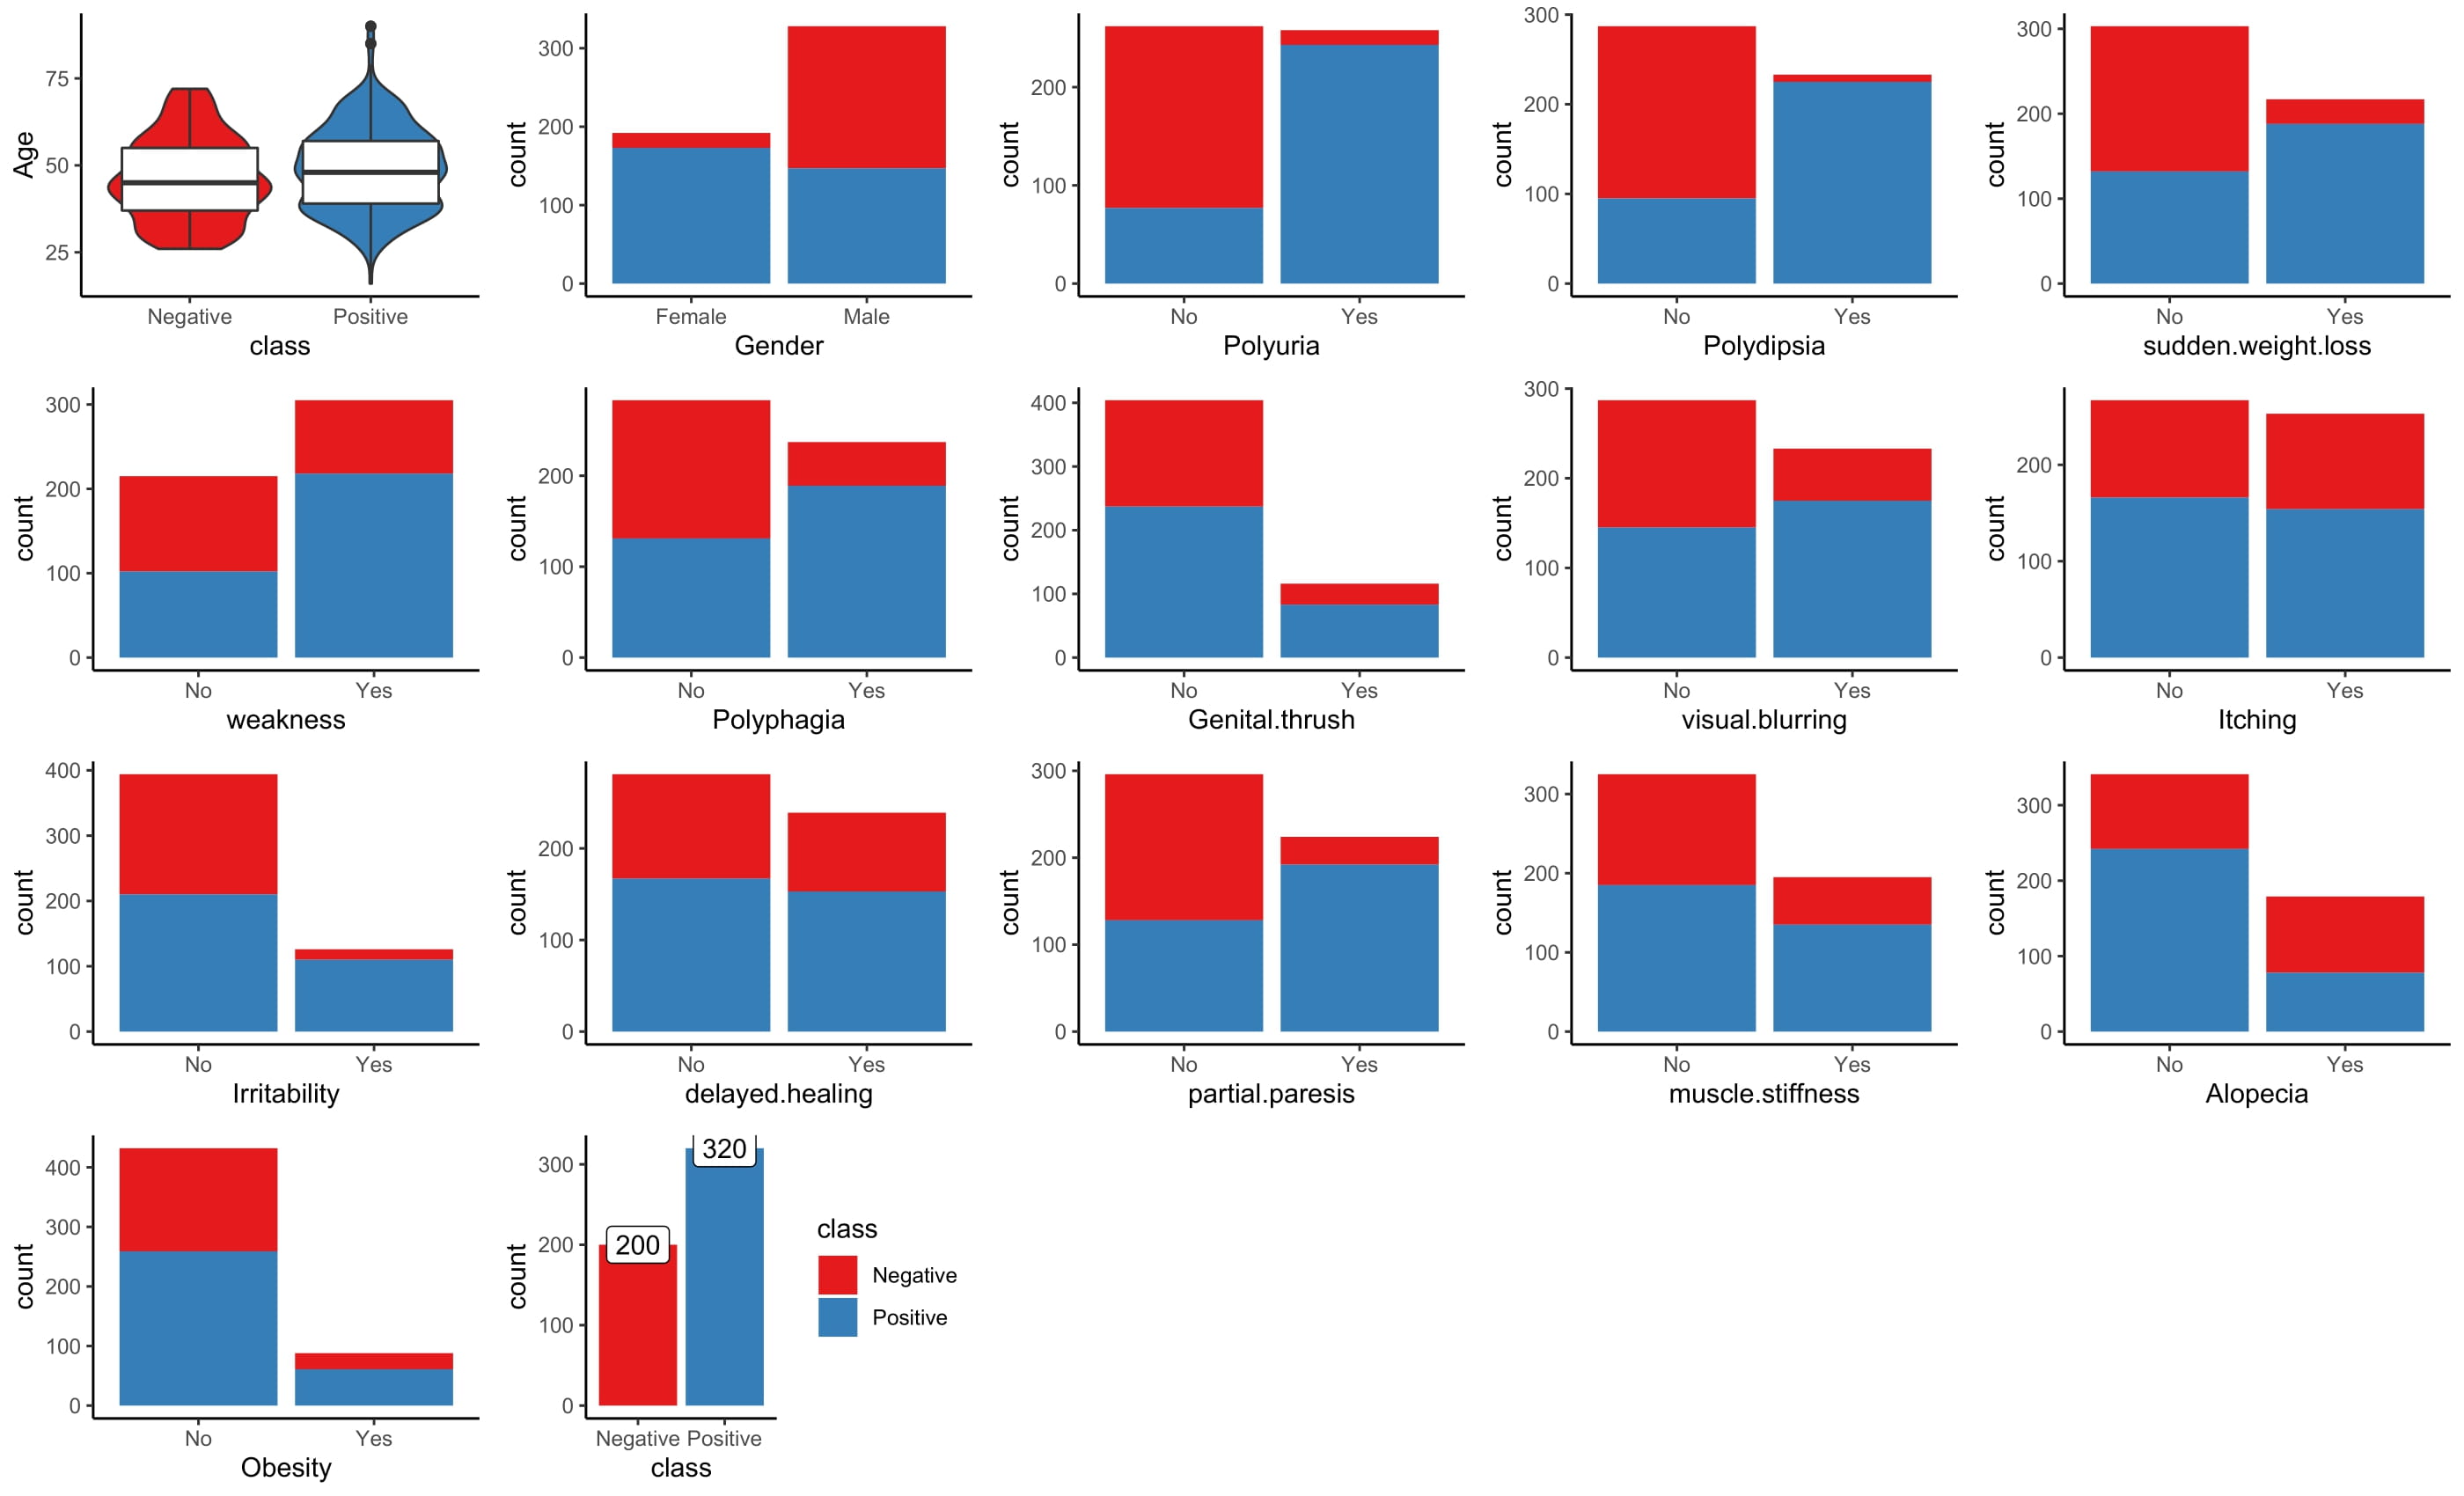 Age
75
50
25
Negative Positive
class
count
300
200
100
0
Female Male
Gender
count
200
100
0
No Yes
Polyuria
count
300
200
100
0
No Yes
Polydipsia
count
300
200
100
0
No Yes
sudden.weight.loss
count
300
200
100
0
No Yes
weakness
count
200
100
0
No Yes
Polyphagia
count
400
300
200
100
0
No Yes
Genital.thrush
count
300
200
100
0
No Yes
visual.blurring
count
200
100
0
No Yes
Itching
count
400
300
200
100
0
No Yes
Irritability
count
200
100
0
No Yes
delayed.healing
count
300
200
100
0
No Yes
partial.paresis
count
300
200
100
0
No Yes
muscle.stiffness
count
300
200
100
0
No Yes
Alopecia
count
400
300
200
100
0
No Yes
Obesity
count
300
200
100
0
200
320
Negative Positive
class
class
Negative
Positive